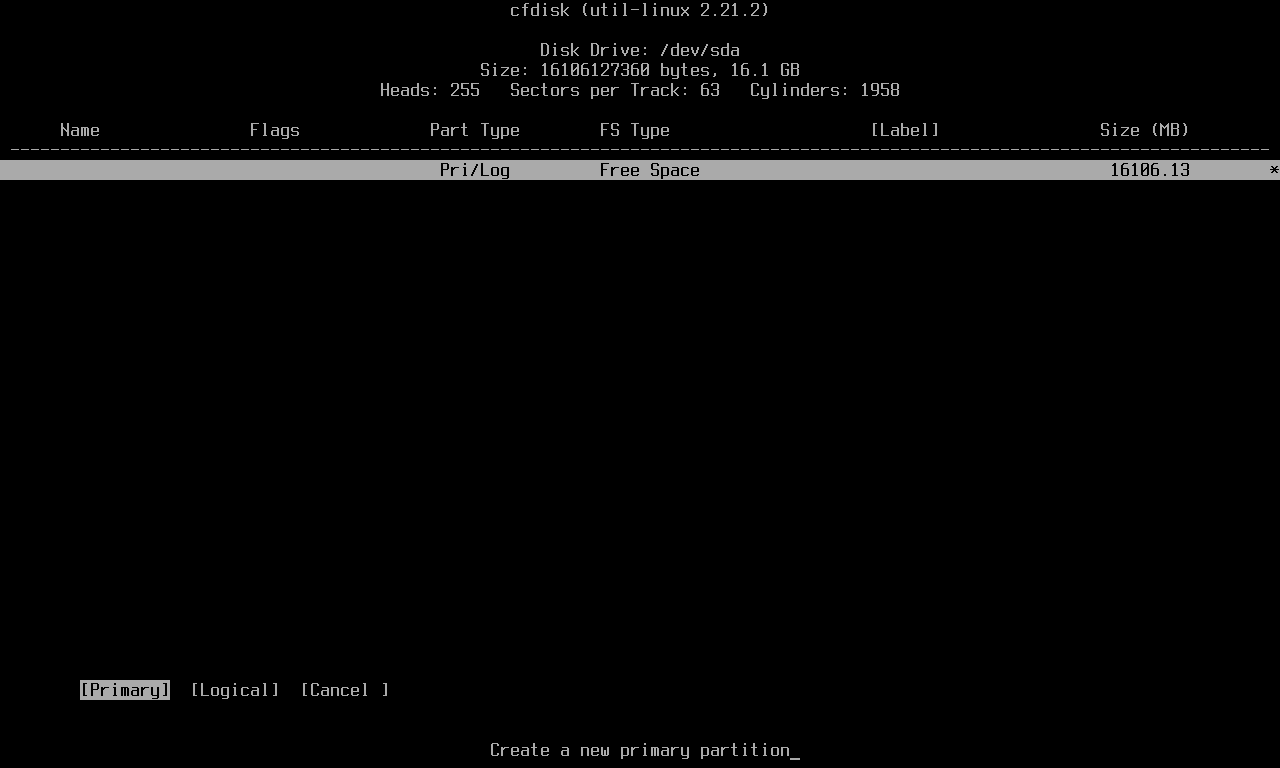 cfdisk (util-linux 2.21.2)
Disk Drive: /dev/sda
Size: 16106127360 bytes, 16.1 GB
Heads: 255   Sectors per Track: 63   Cylinders: 1958
Name   Flags   Part Type   FS Type   [Label]   Size (MB)
Pri/Log   Free Space   16106.13   *
[Primary]  [Logical]  [Cancel ]
Create a new primary partition_